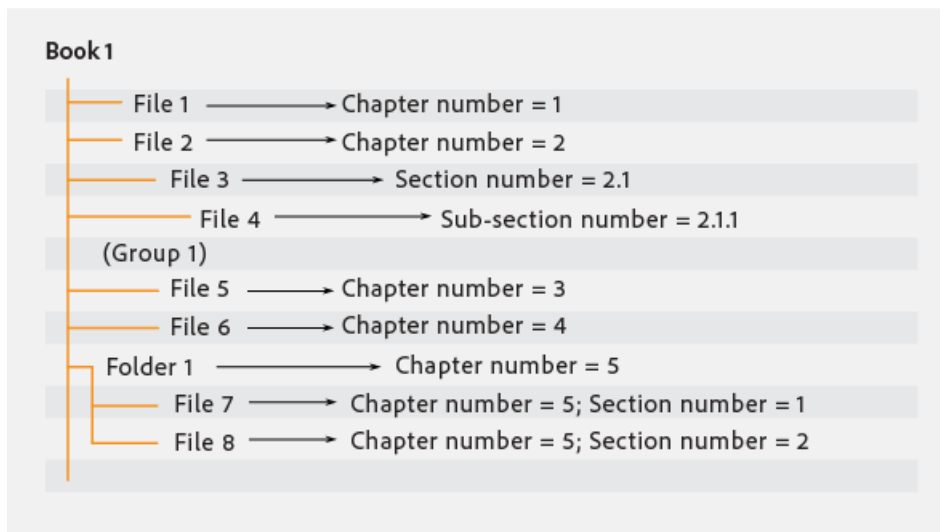 Book 1
File 1 Chapter number = 1
File 2 Chapter number = 2
File 3 Section number = 2.1
File 4 Sub-section number = 2.1.1
(Group 1)
File 5 Chapter number = 3
File 6 Chapter number = 4
Folder 1 Chapter number = 5
File 7 Chapter number = 5; Section number = 1
File 8 Chapter number = 5; Section number = 2